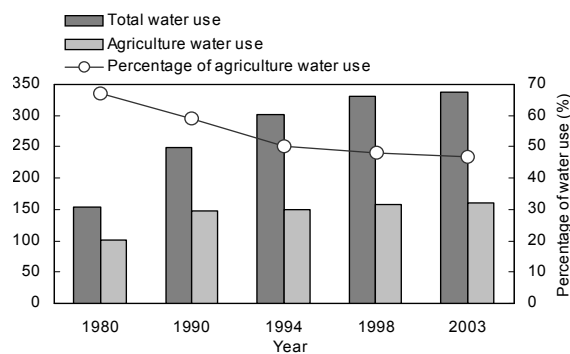 Total water use
Agriculture water use
Percentage of agriculture water use
350
300
250
200
150
100
50
0
70
60
50
40
30
20
10
0
Percentage of water use (%)
1980 1990 1994 1998 2003
Year